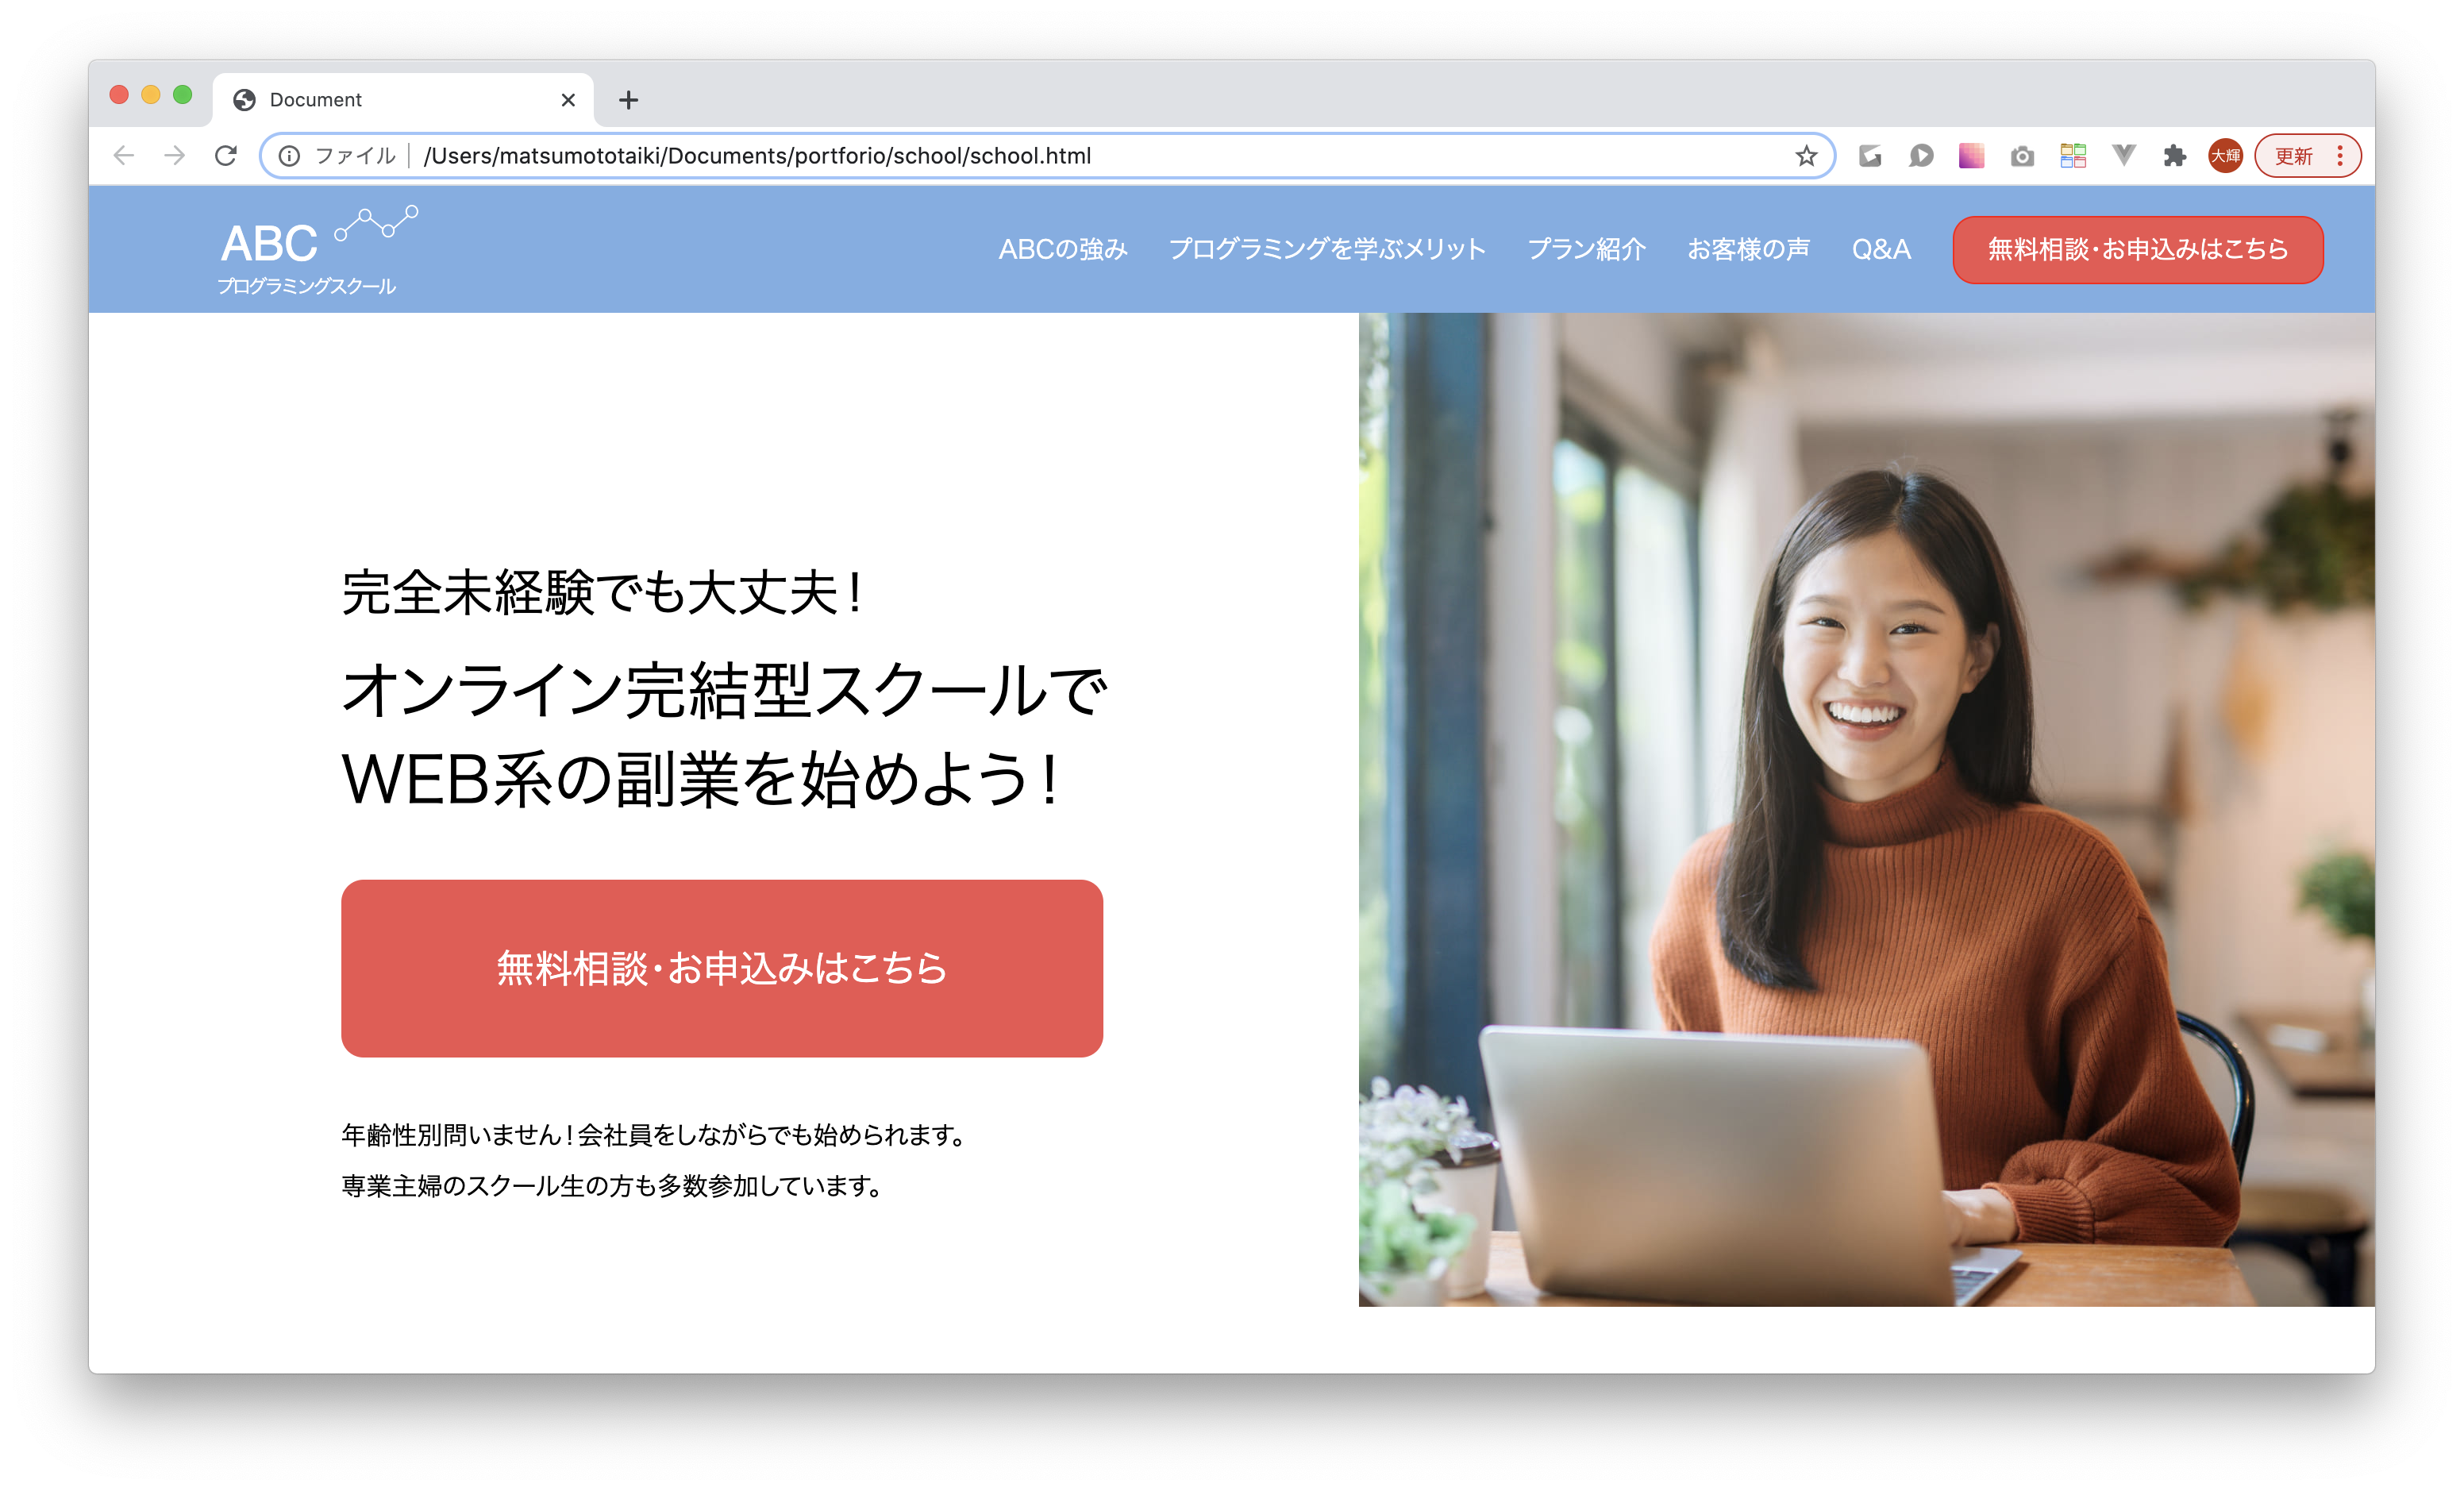 Document
ファイル /Users/matsumototaiki/Documents/portforio/school/school.html 大輝 更新
ABC
プログラミングスクール
ABCの強み プログラミングを学ぶメリット プラン紹介 お客様の声 Q&A 無料相談・お申込みはこちら
完全未経験でも大丈夫！
オンライン完結型スクールで
WEB系の副業を始めよう！
無料相談・お申込みはこちら
年齢性別問いません！会社員をしながらでも始められます。
専業主婦のスクール生の方も多数参加しています。